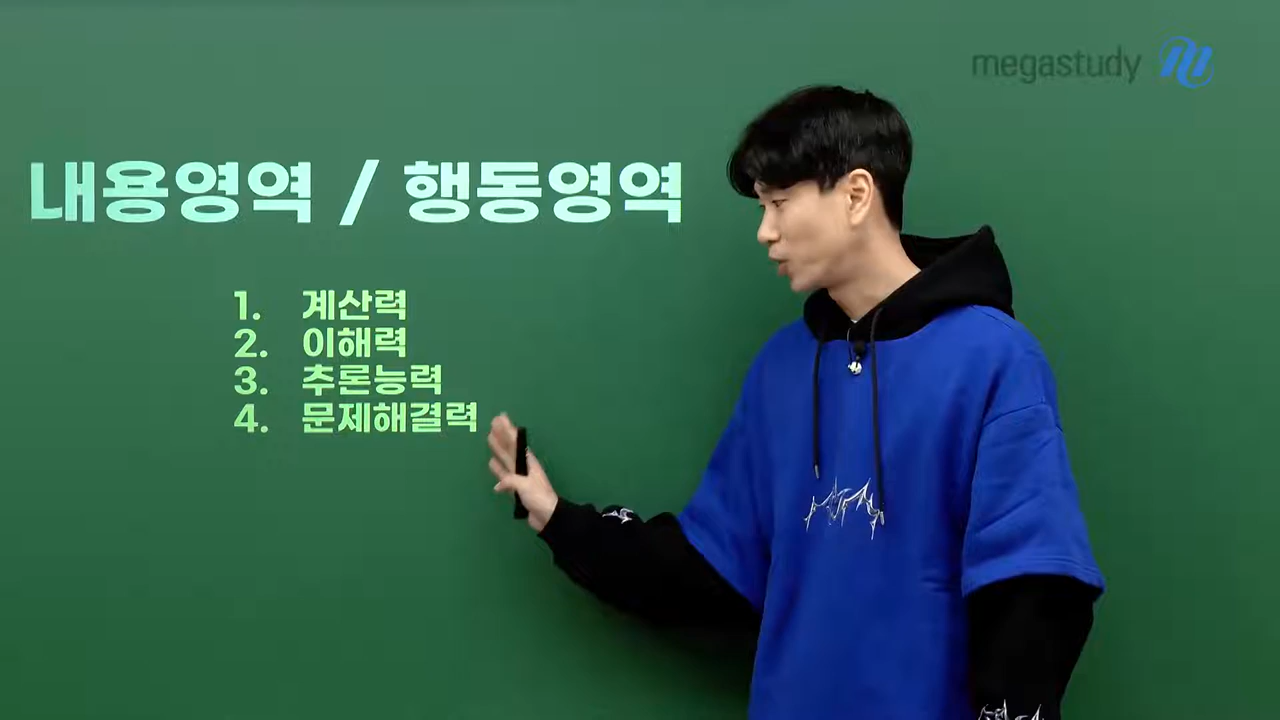 megastudy
내용영역 / 행동영역
1. 계산력
2. 이해력
3. 추론능력
4. 문제해결력